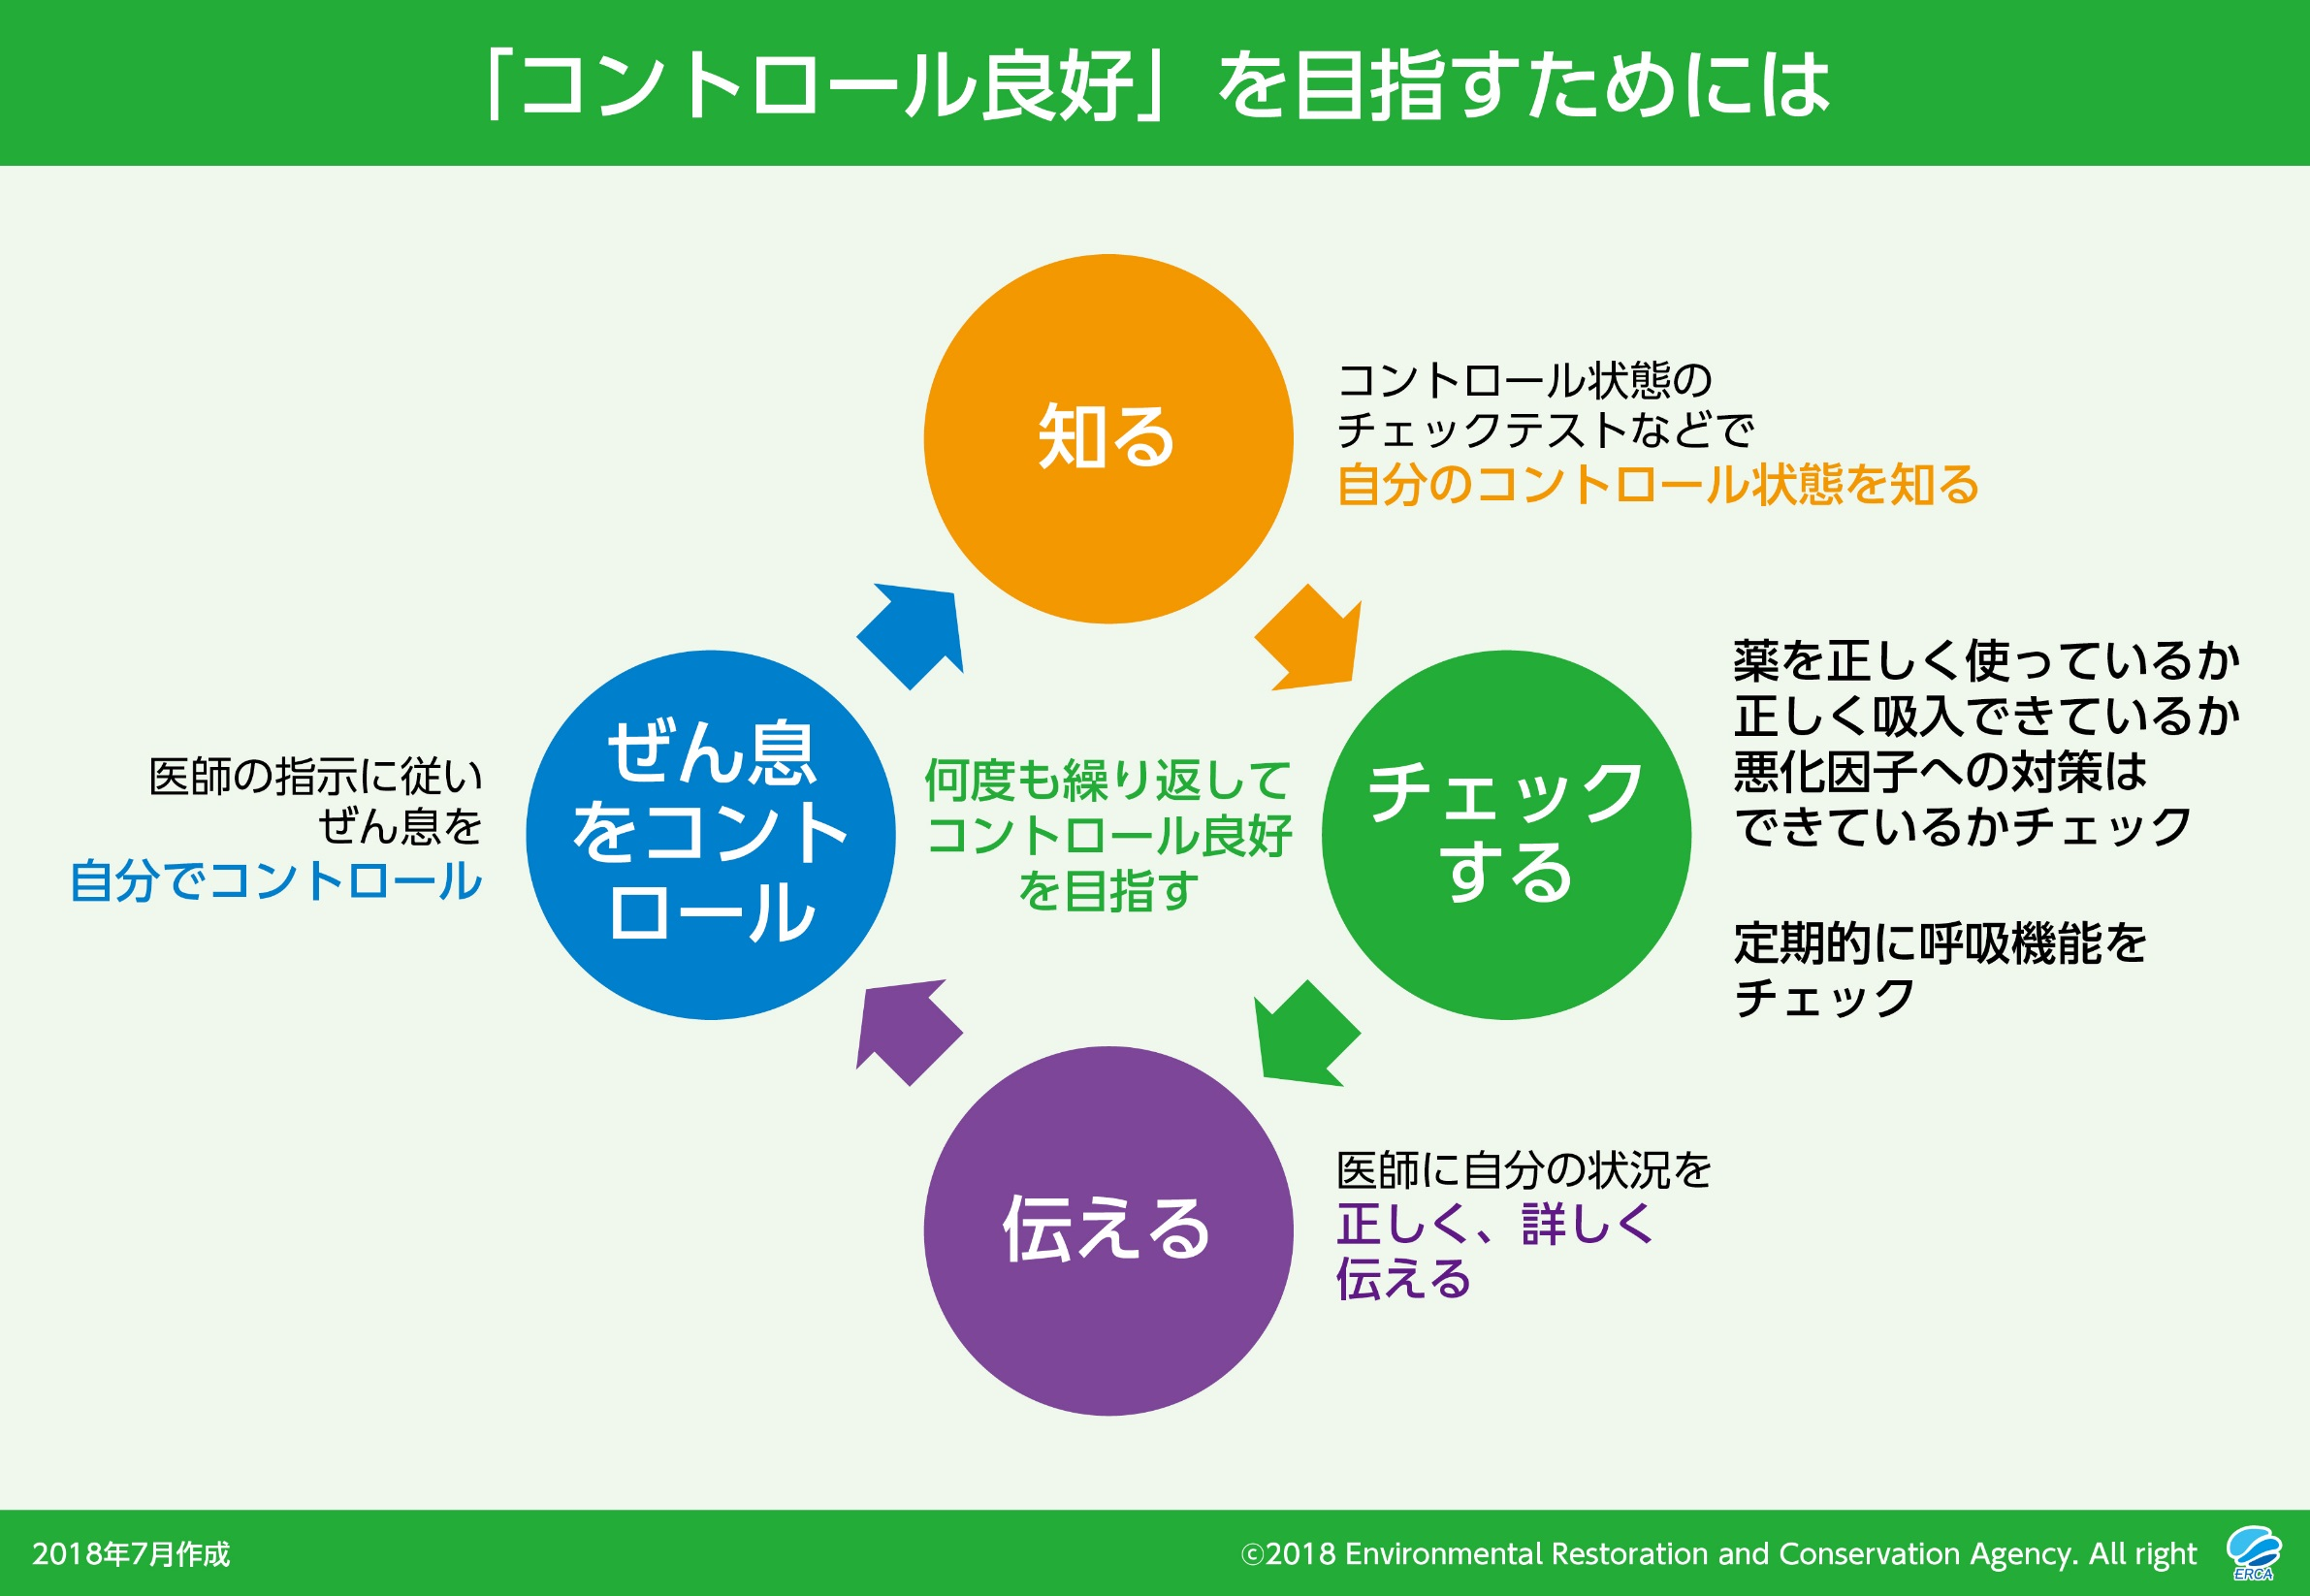 「コントロール良好」を目指すためには
知る
コントロール状態の
チェックテストなどで
自分のコントロール状態を知る
チェック
する
薬を正しく使っているか
正しく吸入できているか
悪化因子への対策は
できているかチェック
定期的に呼吸機能を
チェック
何度も繰り返して
コントロール良好
を目指す
ぜん息
をコント
ロール
医師の指示に従い
ぜん息を
自分でコントロール
伝える
医師に自分の状況を
正しく、詳しく
伝える
2018年7月作成
©2018 Environmental Restoration and Conservation Agency. All right
ERCA